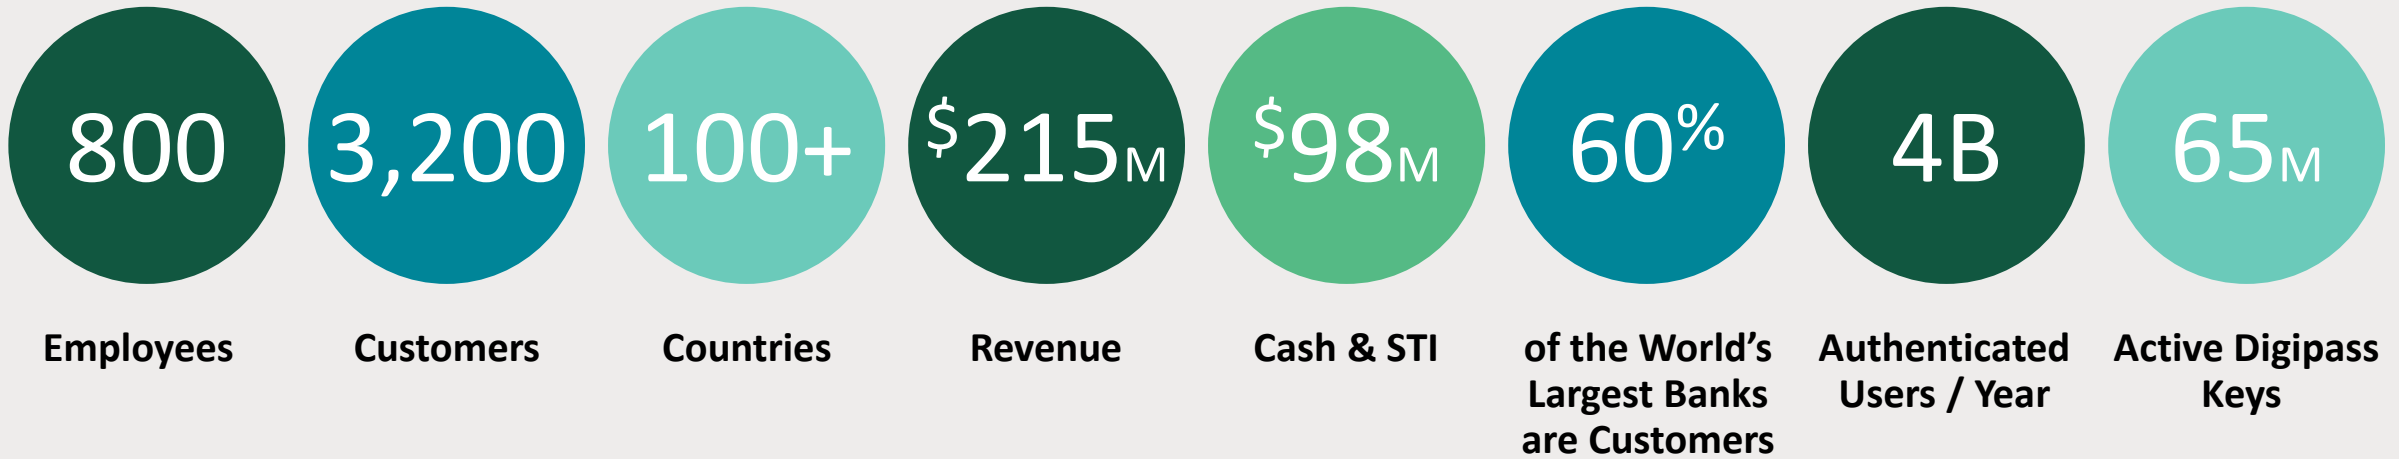 800
Employees
3,200
Customers
100+
Countries
$215M
Revenue
$98M
Cash & STI
60%
of the World’s
Largest Banks
are Customers
4B
Authenticated
Users / Year
65M
Active Digipass
Keys